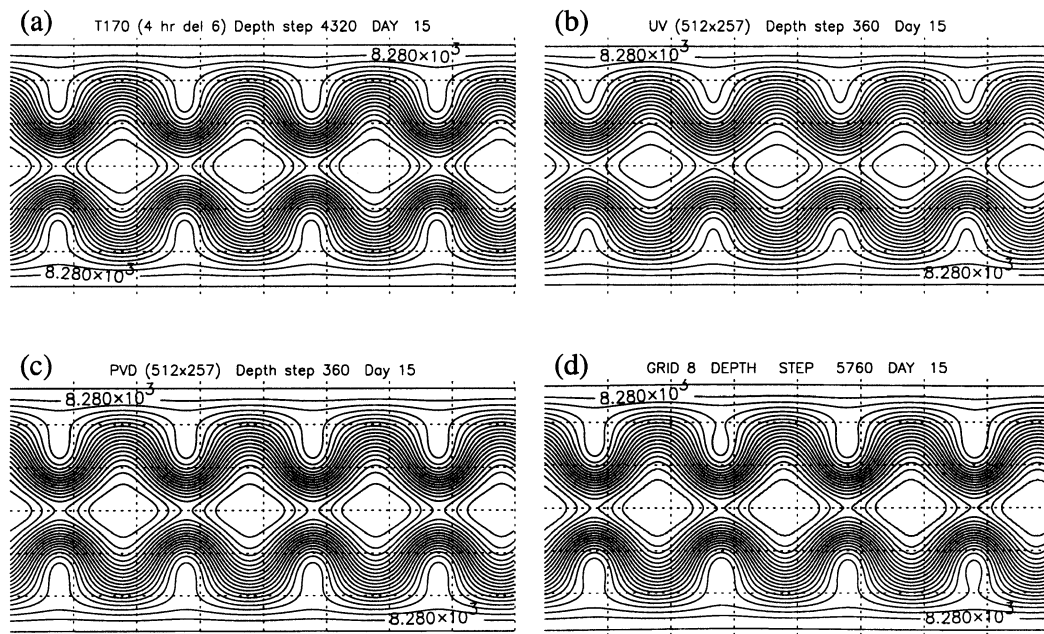 (a)
T170 (4 hr del 6) Depth step 4320 DAY 15
8.280×10³
8.280×10³
(b)
UV (512x257) Depth step 360 Day 15
8.280×10³
8.280×10³
(c)
PVD (512x257) Depth step 360 Day 15
8.280×10³
8.280×10³
(d)
GRID 8 DEPTH STEP 5760 DAY 15
8.280×10³
8.280×10³